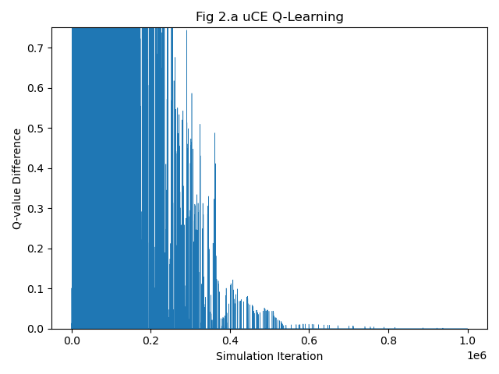 Fig 2.a uCE Q-Learning
0.7
0.6
0.5
0.4
0.3
0.2
0.1
0.0
Q-value Difference
0.0 0.2 0.4 0.6 0.8 1.0
1e6
Simulation Iteration